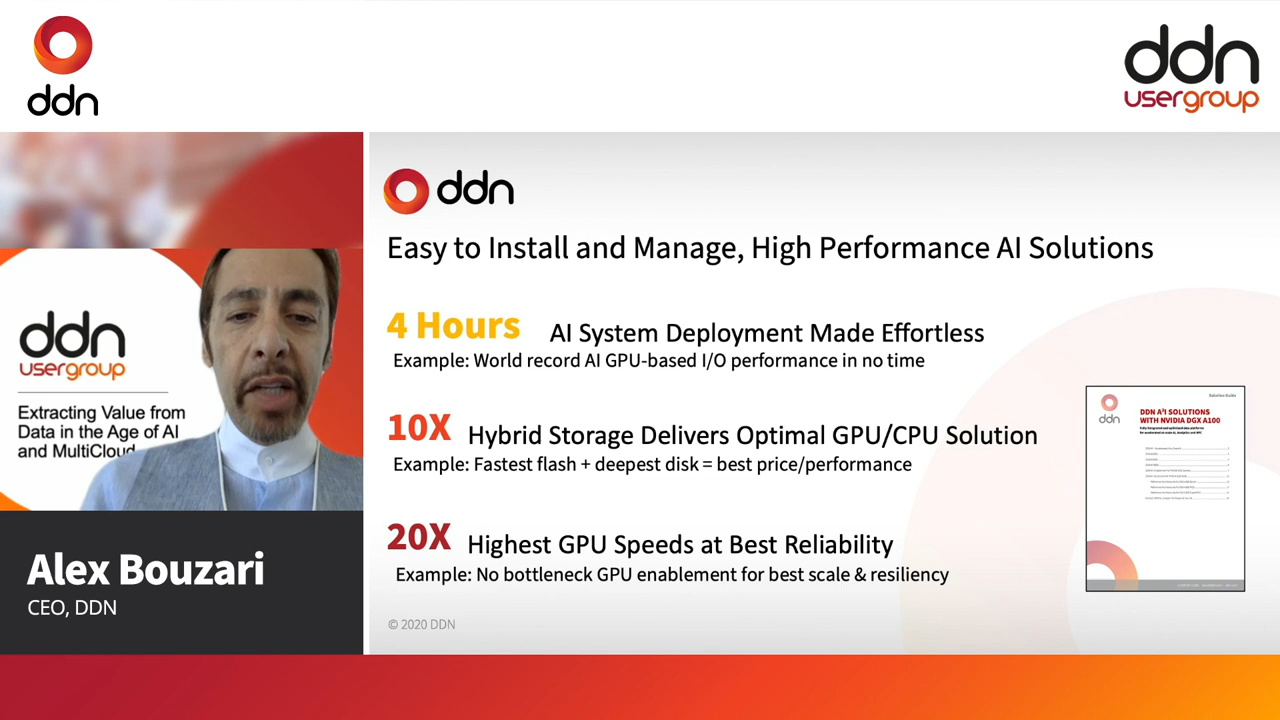 ddn
ddn
usergroup
ddn
Easy to Install and Manage, High Performance AI Solutions
4 Hours AI System Deployment Made Effortless
Example: World record AI GPU-based I/O performance in no time
10X Hybrid Storage Delivers Optimal GPU/CPU Solution
Example: Fastest flash + deepest disk = best price/performance
20X Highest GPU Speeds at Best Reliability
Example: No bottleneck GPU enablement for best scale & resiliency
© 2020 DDN
Solution Guide
ddn
DDN A³I SOLUTIONS
WITH NVIDIA DGX A100
ddn
usergroup
Extracting Value from
Data in the Age of AI
and MultiCloud
Alex Bouzari
CEO, DDN